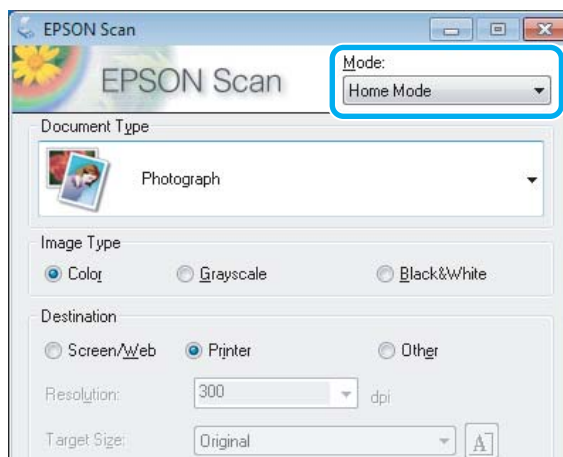 EPSON Scan
EPSON Scan
Mode:
Home Mode
Document Type
Photograph
Image Type
Color Grayscale Black&White
Destination
Screen/Web Printer Other
Resolution: 300 dpi
Target Size: Original A